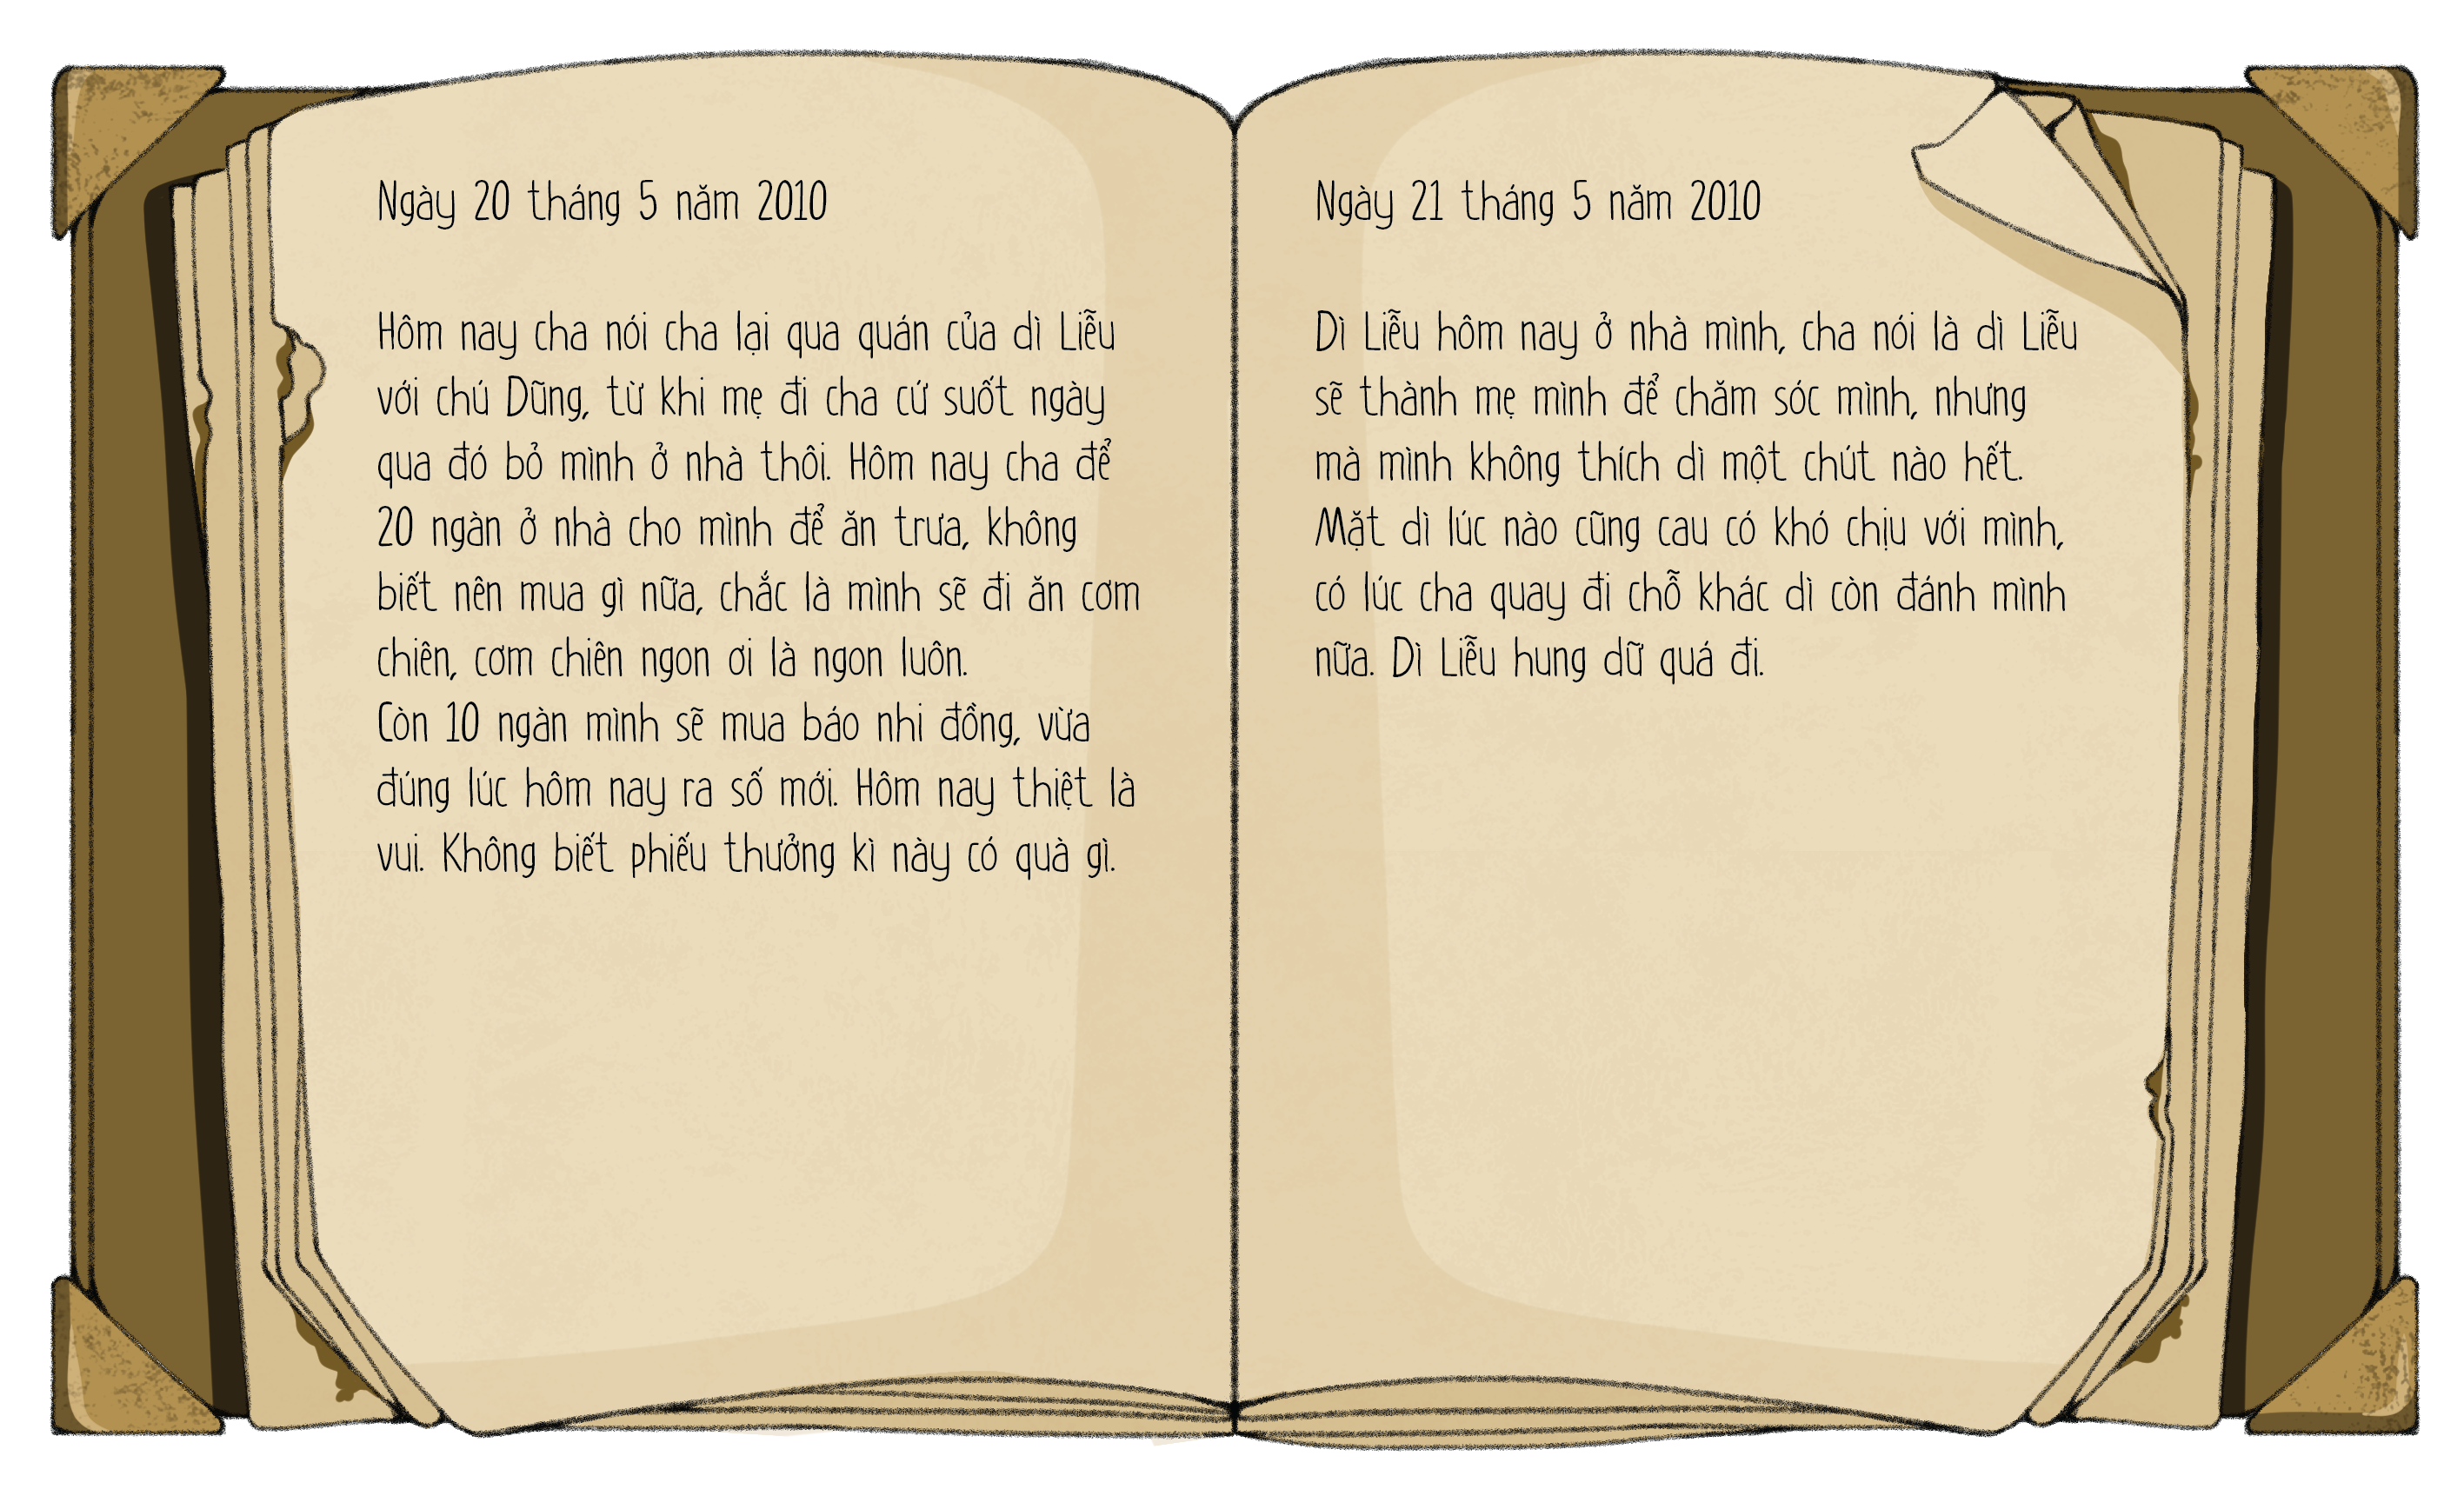 Ngày 20 tháng 5 năm 2010
Hôm nay cha nói cha lại qua quán của dì Liễu
với chú Dũng, từ khi mẹ đi cha cứ suốt ngày
qua đó bỏ mình ở nhà thôi. Hôm nay cha để
20 ngàn ở nhà cho mình để ăn trưa, không
biết nên mua gì nữa, chắc là mình sẽ đi ăn cơm
chiên, cơm chiên ngon ơi là ngon luôn.
Còn 10 ngàn mình sẽ mua báo nhi đồng, vừa
đúng lúc hôm nay ra số mới. Hôm nay thiệt là
vui. Không biết phiếu thưởng kì này có quà gì.
Ngày 21 tháng 5 năm 2010
Dì Liễu hôm nay ở nhà mình, cha nói là dì Liễu
sẽ thành mẹ mình để chăm sóc mình, nhưng
mà mình không thích dì một chút nào hết.
Mặt dì lúc nào cũng cau có khó chịu với mình,
có lúc cha quay đi chỗ khác dì còn đánh mình
nữa. Dì Liễu hung dữ quá đi.